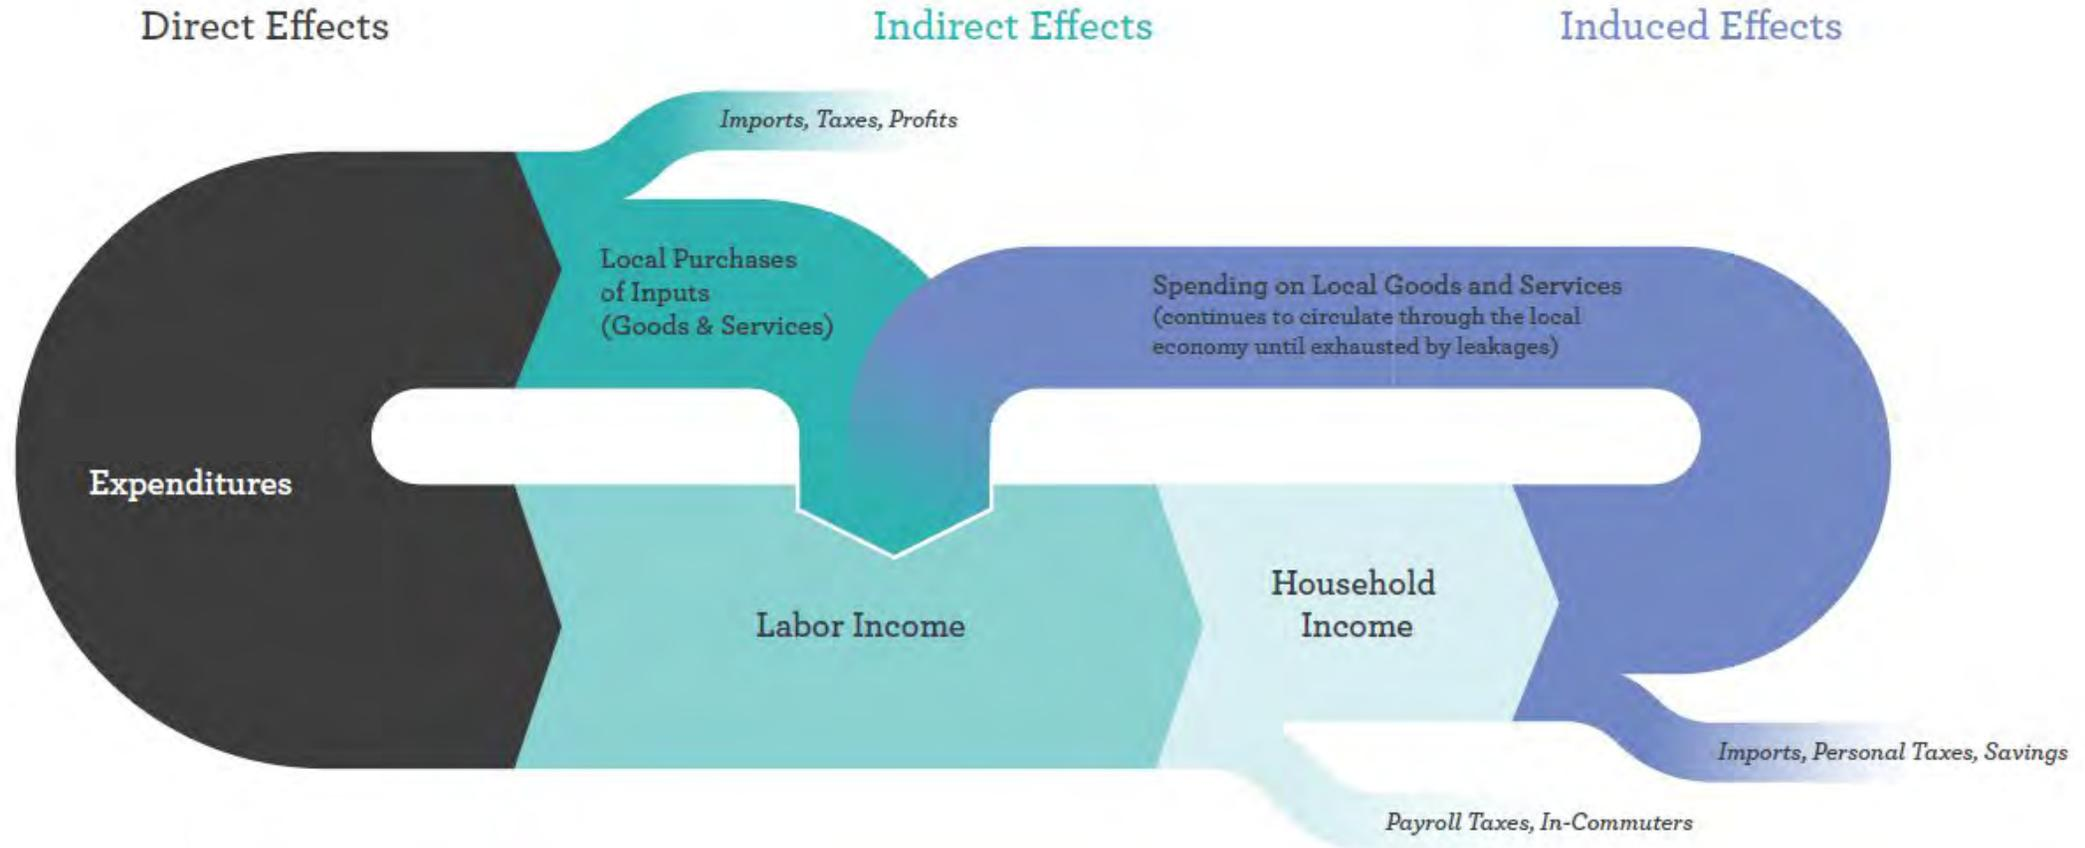 Direct Effects
Indirect Effects
Induced Effects
Imports, Taxes, Profits
Local Purchases
of Inputs
(Goods & Services)
Spending on Local Goods and Services
(continues to circulate through the local
economy until exhausted by leakages)
Expenditures
Labor Income
Household
Income
Imports, Personal Taxes, Savings
Payroll Taxes, In-Commuters